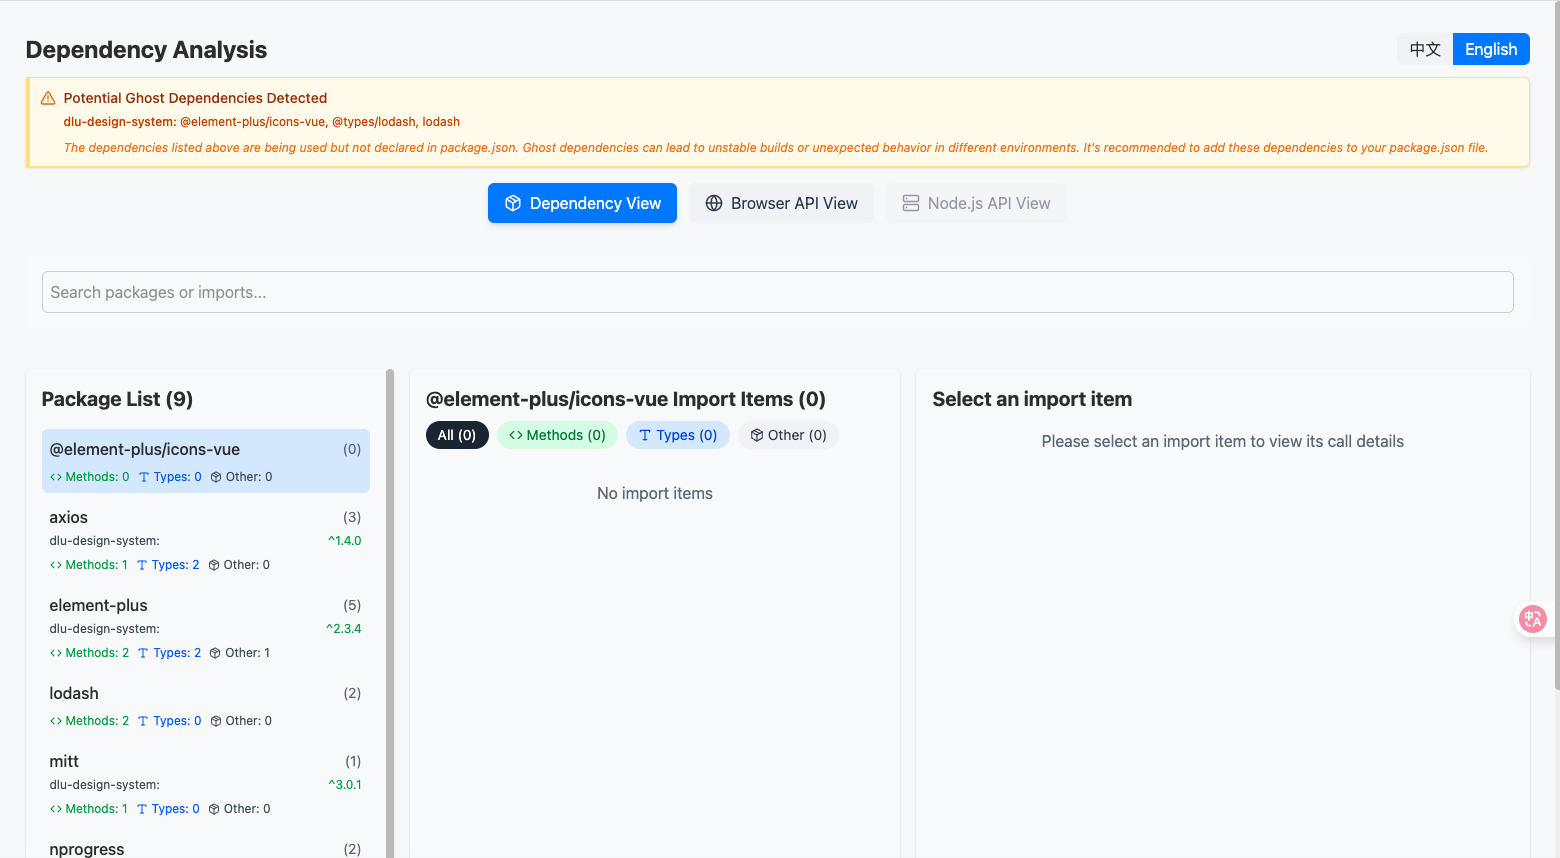 Dependency Analysis
中文 English
Potential Ghost Dependencies Detected
dlu-design-system: @element-plus/icons-vue, @types/lodash, lodash
The dependencies listed above are being used but not declared in package.json. Ghost dependencies can lead to unstable builds or unexpected behavior in different environments. It's recommended to add these dependencies to your package.json file.
Dependency View Browser API View Node.js API View
Search packages or imports...
Package List (9)
@element-plus/icons-vue (0)
Methods: 0 Types: 0 Other: 0
axios (3)
dlu-design-system: ^1.4.0
Methods: 1 Types: 2 Other: 0
element-plus (5)
dlu-design-system: ^2.3.4
Methods: 2 Types: 2 Other: 1
lodash (2)
Methods: 2 Types: 0 Other: 0
mitt (1)
dlu-design-system: ^3.0.1
Methods: 1 Types: 0 Other: 0
nprogress (2)
@element-plus/icons-vue Import Items (0)
All (0) Methods (0) Types (0) Other (0)
No import items
Select an import item
Please select an import item to view its call details
中A